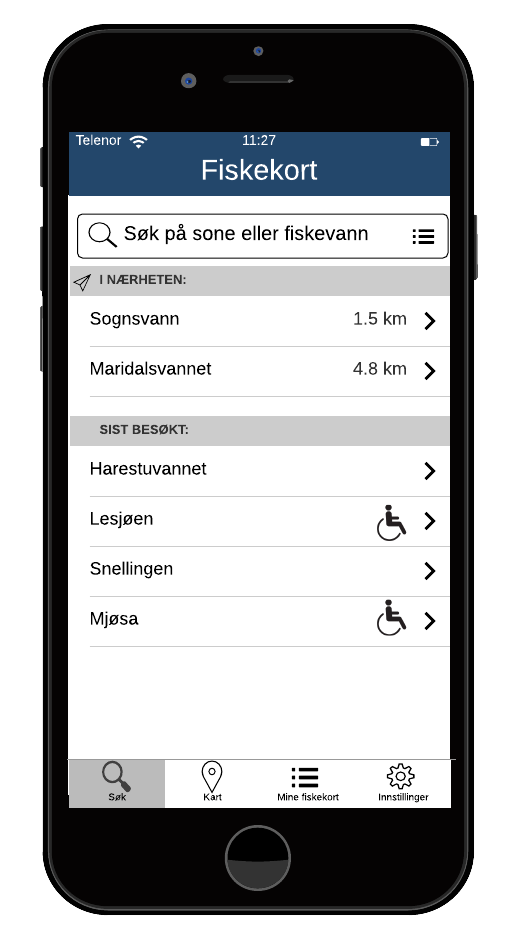 Telenor 11:27
Fiskekort
Søk på sone eller fiskevann
I NÆRHETEN:
Sognsvann 1.5 km
Maridalsvannet 4.8 km
SIST BESØKT:
Harestuvannet
Lesjøen
Snellingen
Mjøsa
Søk Kart Mine fiskekort Innstillinger